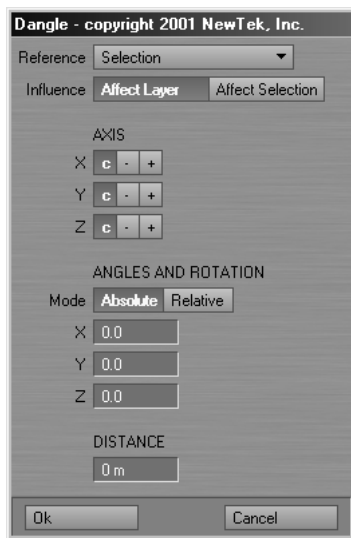 Dangle - copyright 2001 NewTek, Inc.
Reference Selection
Influence Affect Layer Affect Selection
AXIS
X c - +
Y c - +
Z c - +
ANGLES AND ROTATION
Mode Absolute Relative
X 0.0
Y 0.0
Z 0.0
DISTANCE
0 m
Ok Cancel